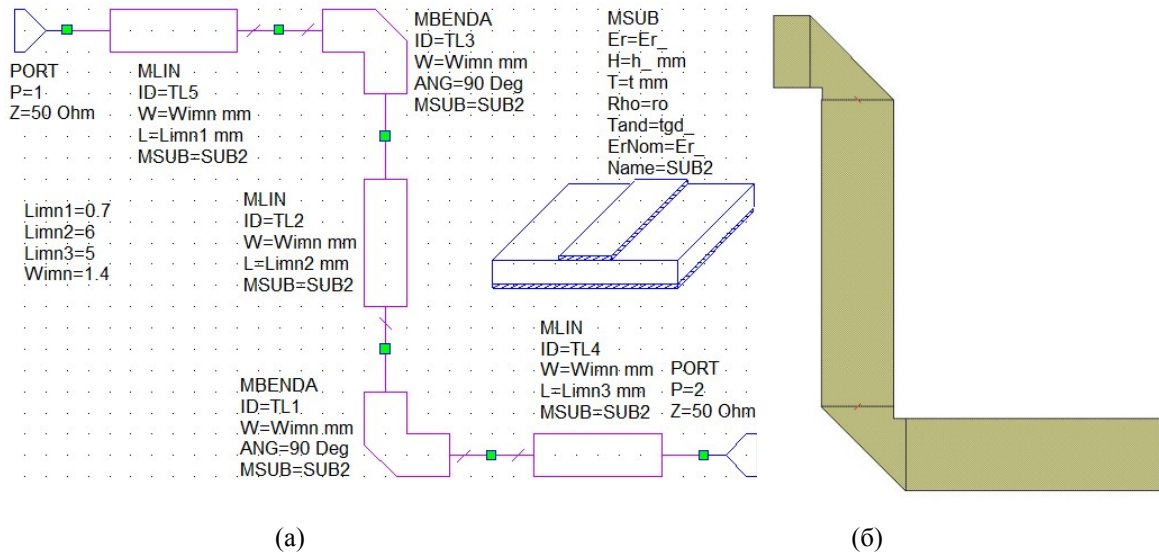 PORT
P=1
Z=50 Ohm
MLIN
ID=TL5
W=Wimn mm
L=Limn1 mm
MSUB=SUB2
MBENDA
ID=TL3
W=Wimn mm
ANG=90 Deg
MSUB=SUB2
MSUB
Er=Er_
H=h_ mm
T=t mm
Rho=ro
Tand=tgd_
ErNom=Er_
Name=SUB2
Limn1=0.7
Limn2=6
Limn3=5
Wimn=1.4
MLIN
ID=TL2
W=Wimn mm
L=Limn2 mm
MSUB=SUB2
MBENDA
ID=TL1
W=Wimn mm
ANG=90 Deg
MSUB=SUB2
MLIN
ID=TL4
W=Wimn mm
L=Limn3 mm
MSUB=SUB2
PORT
P=2
Z=50 Ohm
(а)
(б)